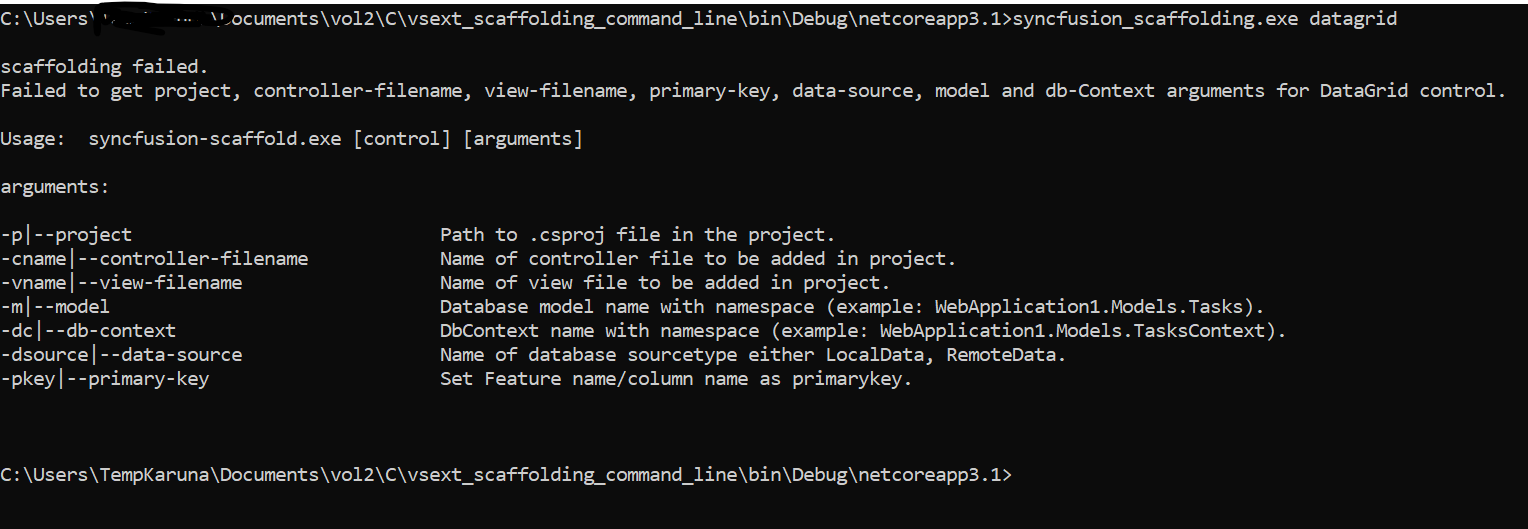 C:\Users\ \Documents\vol2\C\vsext_scaffolding_command_line\bin\Debug\netcoreapp3.1>syncfusion_scaffolding.exe datagrid
scaffolding failed.
Failed to get project, controller-filename, view-filename, primary-key, data-source, model and db-Context arguments for DataGrid control.
Usage:  syncfusion-scaffold.exe [control] [arguments]
arguments:
-p|--project                            Path to .csproj file in the project.
-cname|--controller-filename            Name of controller file to be added in project.
-vname|--view-filename                  Name of view file to be added in project.
-m|--model                              Database model name with namespace (example: WebApplication1.Models.Tasks).
-dc|--db-context                        DbContext name with namespace (example: WebApplication1.Models.TasksContext).
-dsource|--data-source                  Name of database sourcetype either LocalData, RemoteData.
-pkey|--primary-key                     Set Feature name/column name as primarykey.
C:\Users\TempKaruna\Documents\vol2\C\vsext_scaffolding_command_line\bin\Debug\netcoreapp3.1>